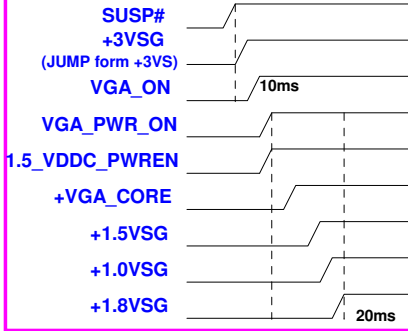 SUSP#
+3VSG
(JUMP form +3VS)
VGA_ON
10ms
VGA_PWR_ON
1.5_VDDC_PWREN
+VGA_CORE
+1.5VSG
+1.0VSG
+1.8VSG
20ms